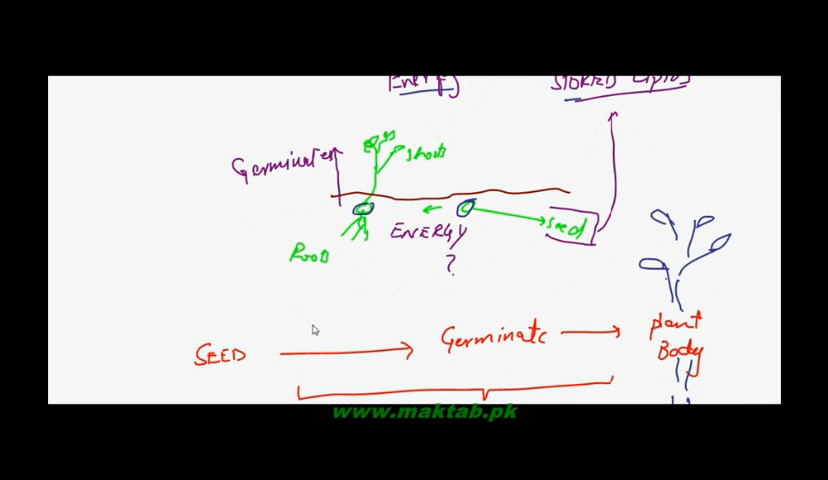 Energy
STORED Lipids
Germinates
Shoots
ENERGY
?
Seed
Roots
SEED
Germinate
plant
Body
www.maktab.pk